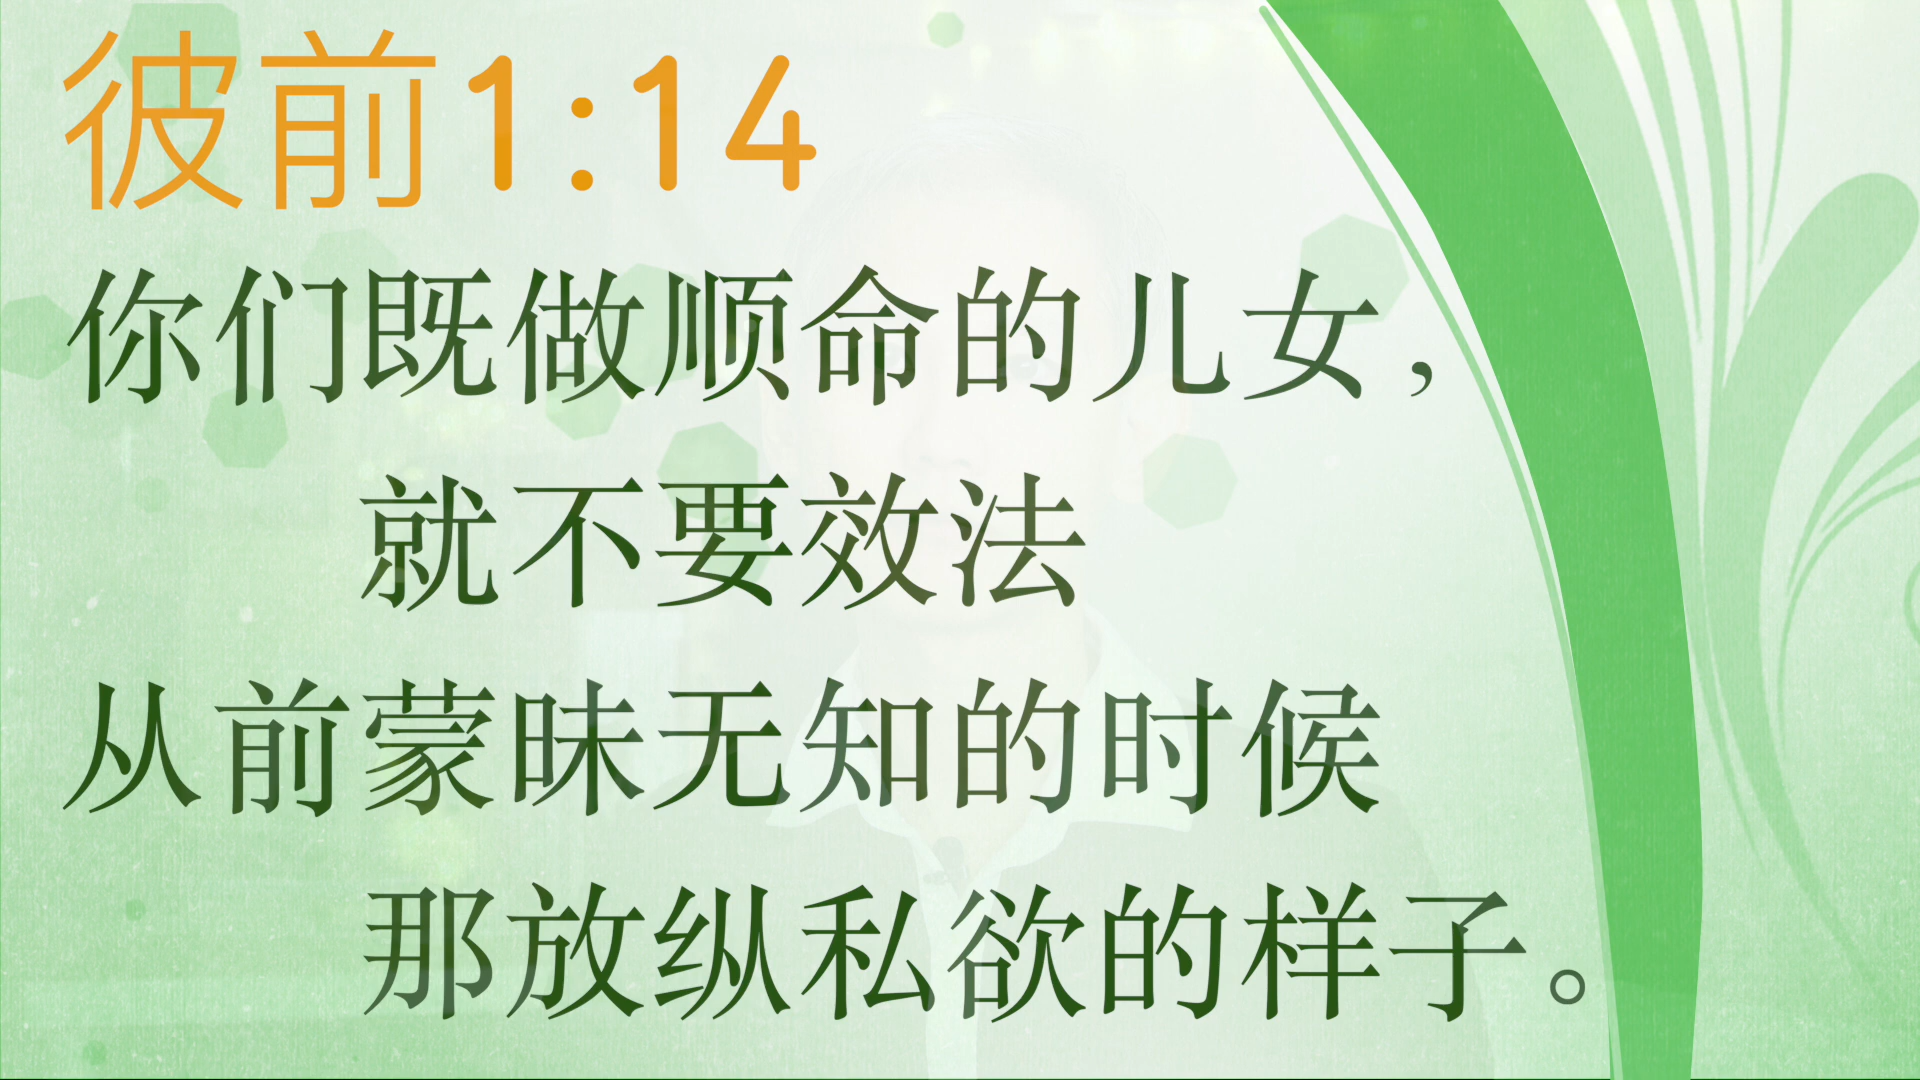 彼前1:14
你们既做顺命的儿女，
就不要效法
从前蒙昧无知的时候
那放纵私欲的样子。